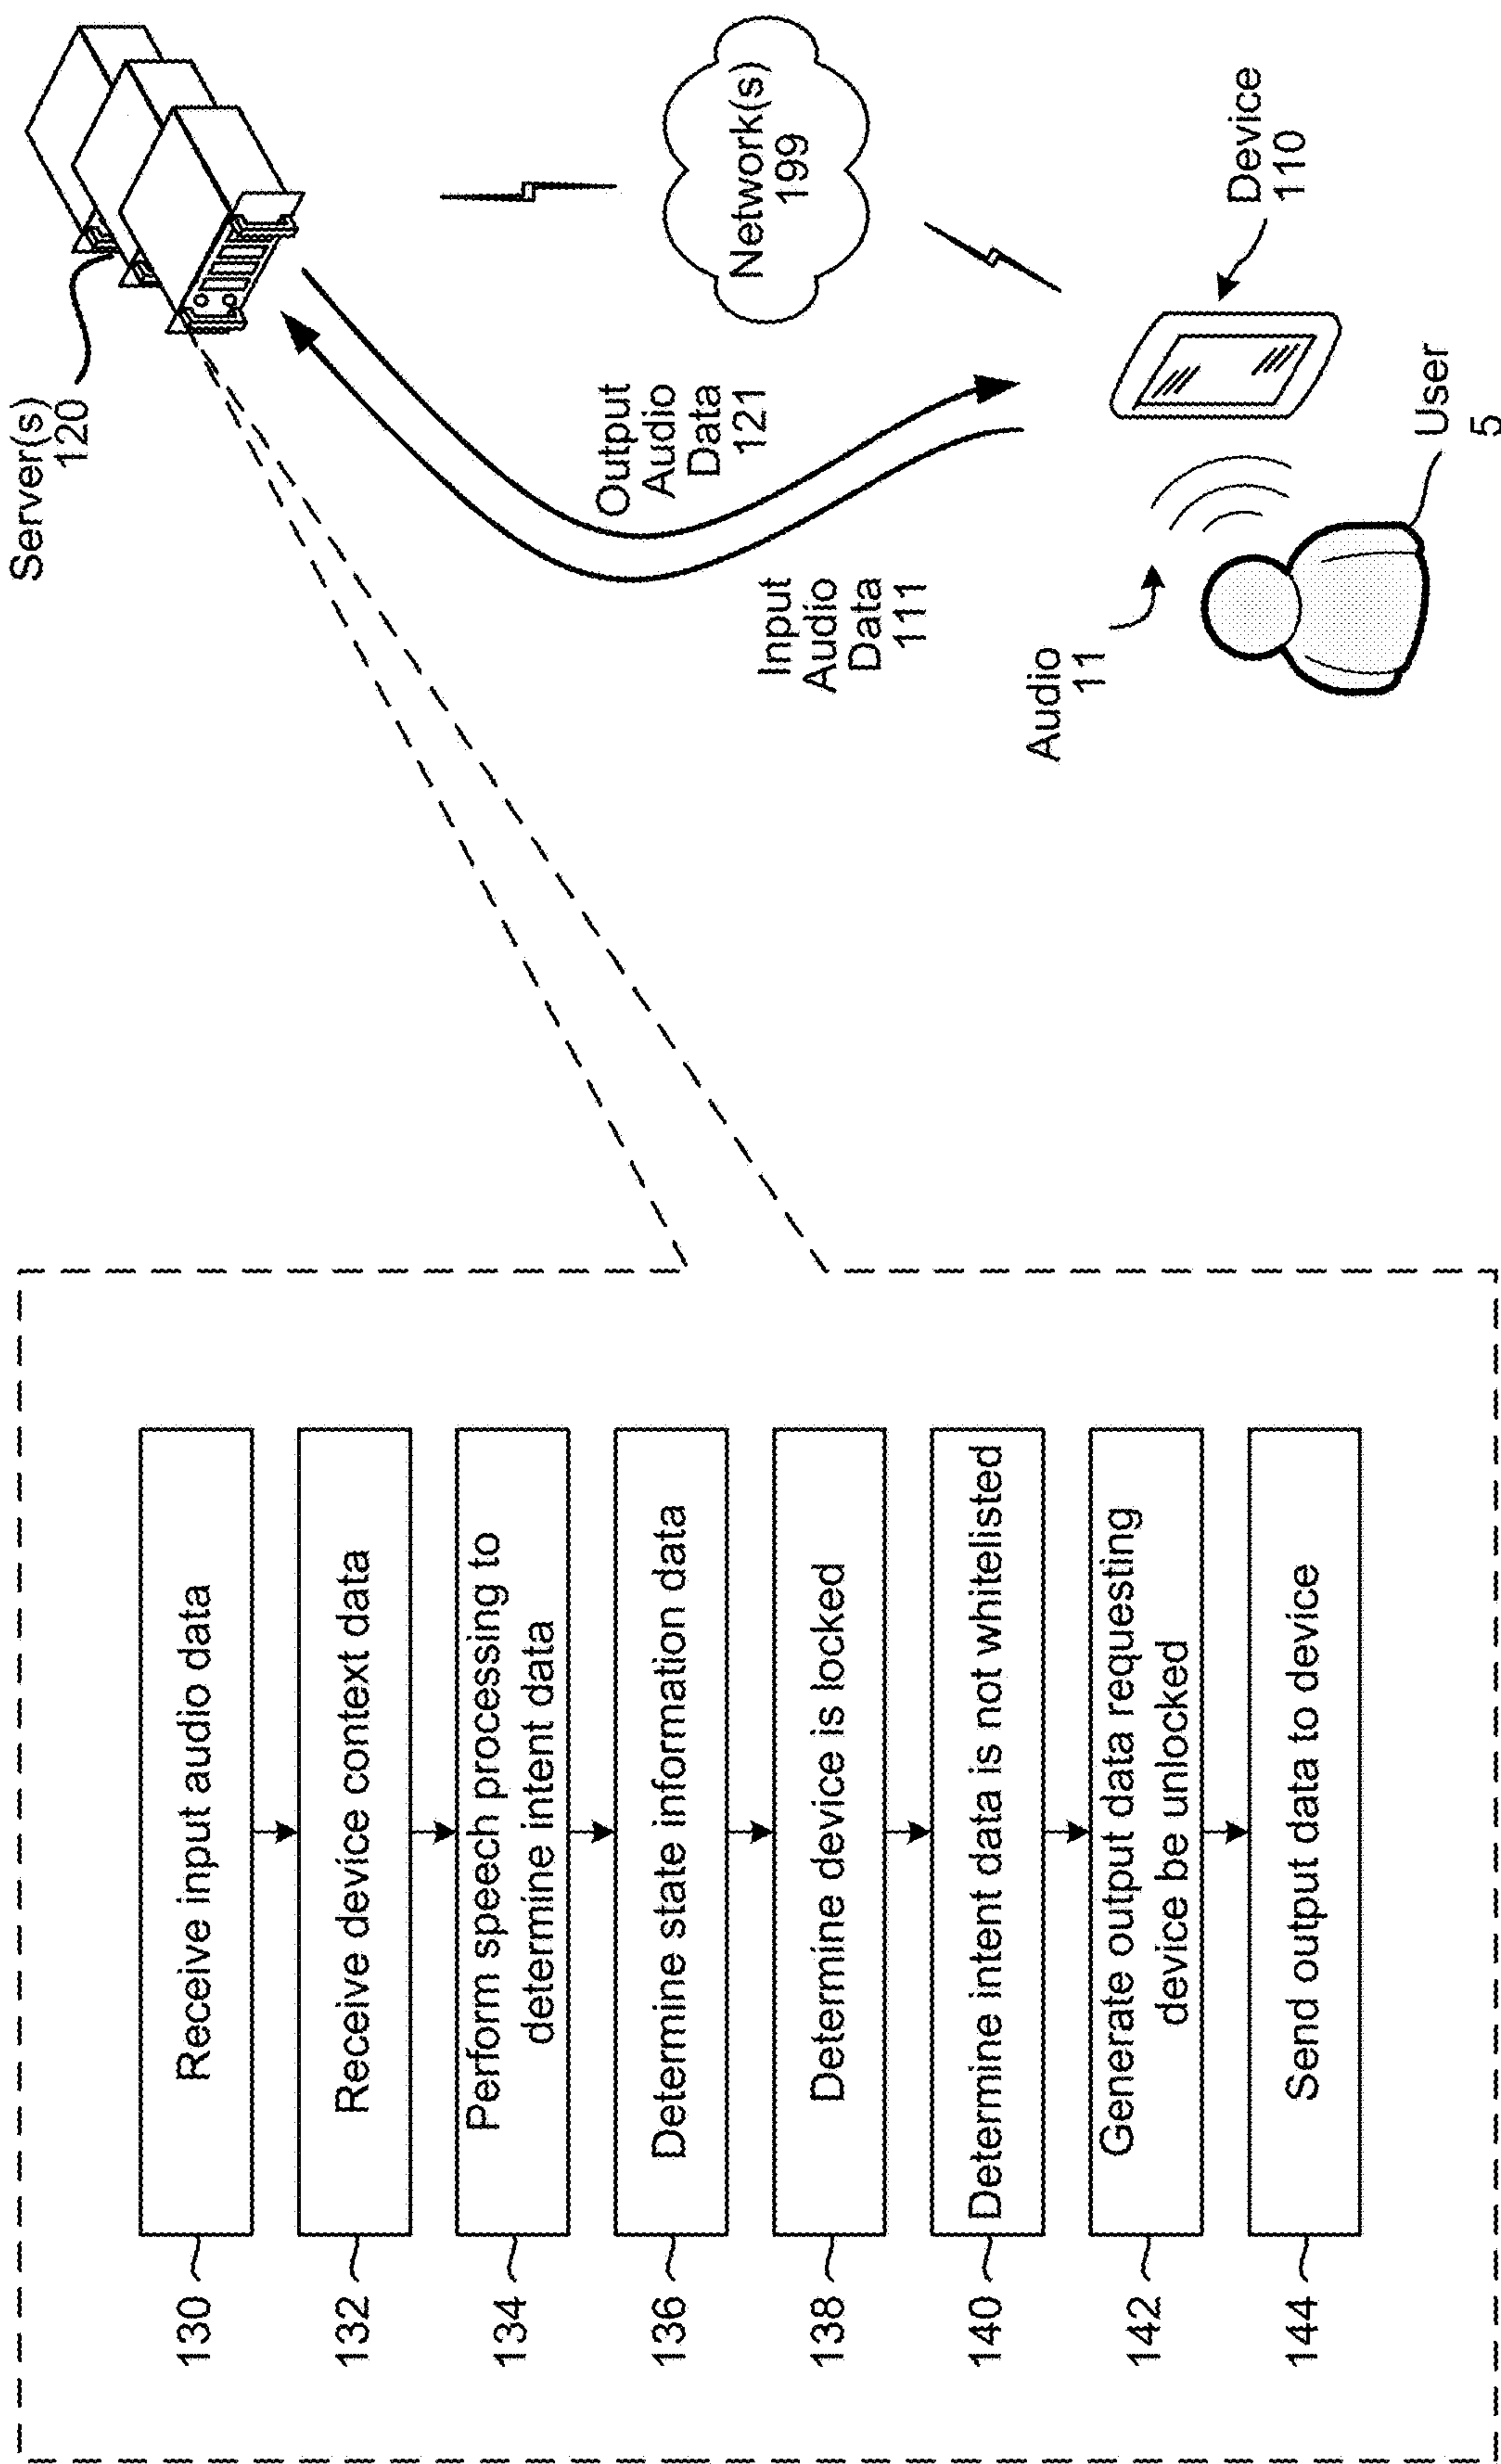 Server(s)
120
Output
Audio
Data
121
Input
Audio
Data
111
Network(s)
199
Device
110
Audio
11
User
5
130
Receive input audio data
132
Receive device context data
134
Perform speech processing to
determine intent data
136
Determine state information data
138
Determine device is locked
140
Determine intent data is not whitelisted
142
Generate output data requesting
device be unlocked
144
Send output data to device